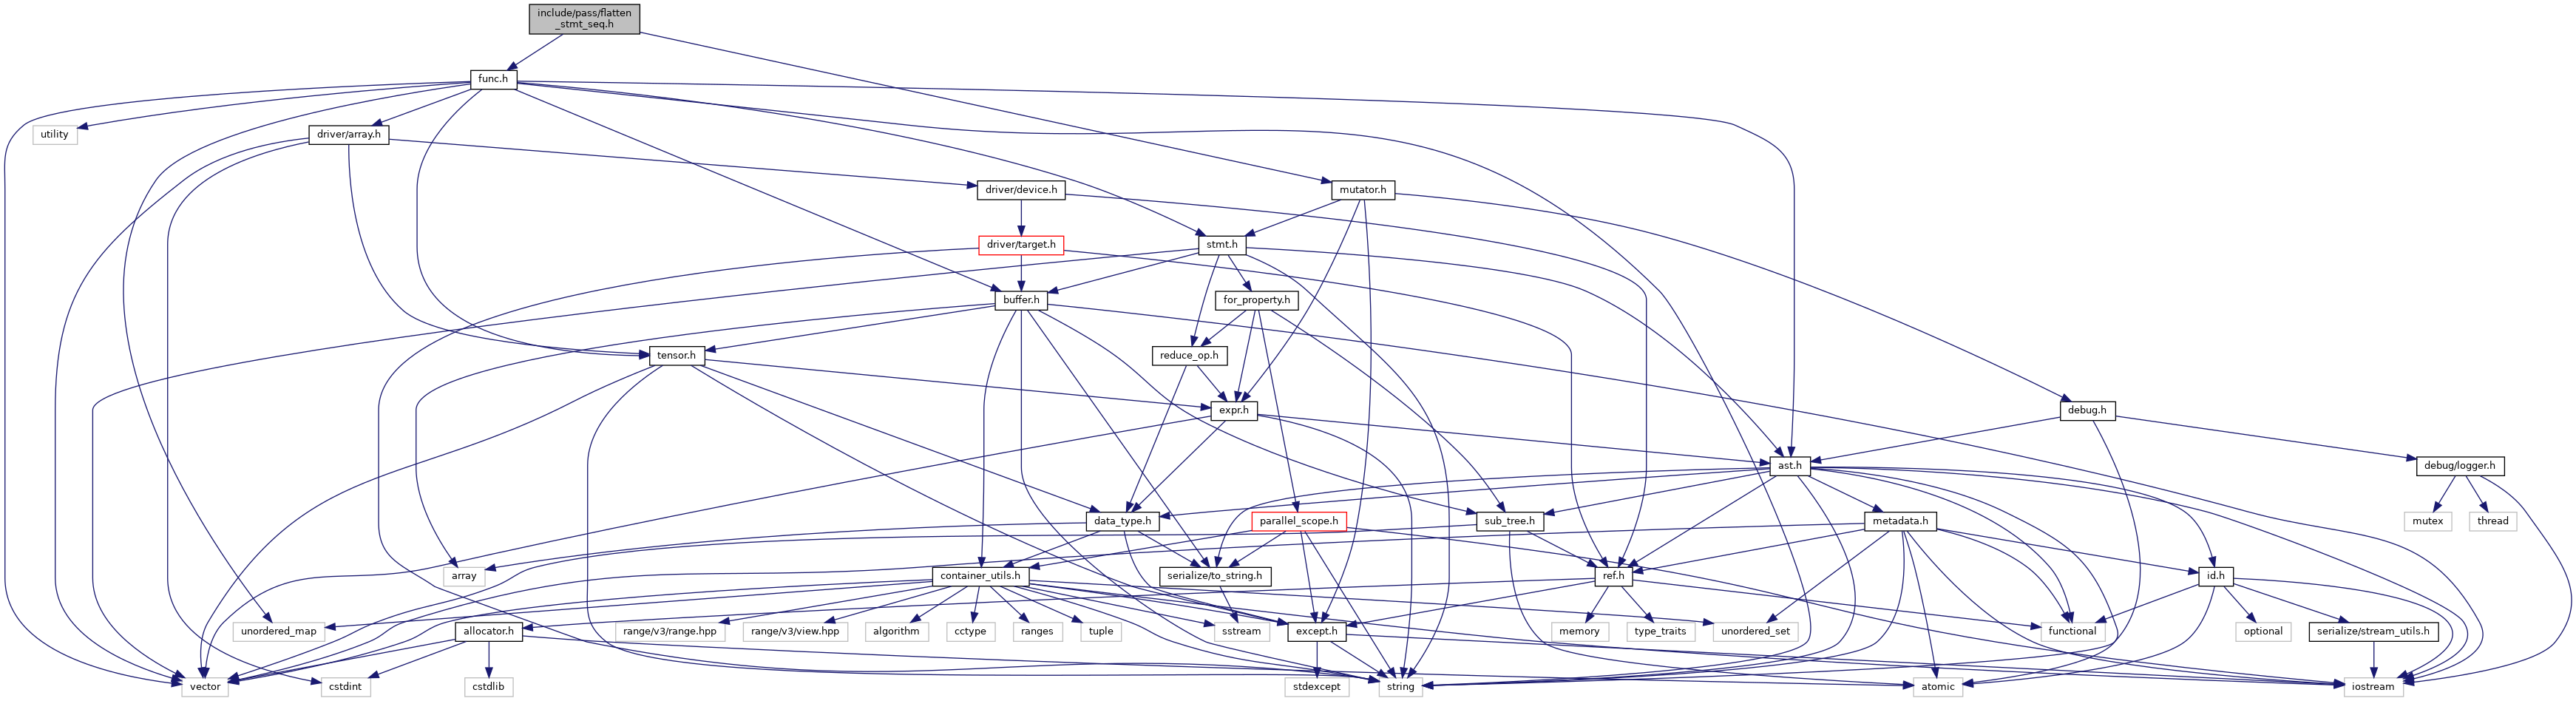 include/pass/flatten
_stmt_seq.h
func.h
utility
driver/array.h
driver/device.h
mutator.h
driver/target.h
stmt.h
buffer.h
for_property.h
tensor.h
reduce_op.h
expr.h
debug.h
ast.h
debug/logger.h
data_type.h
parallel_scope.h
sub_tree.h
metadata.h
mutex
thread
array
container_utils.h
serialize/to_string.h
ref.h
id.h
unordered_map
allocator.h
range/v3/range.hpp
range/v3/view.hpp
algorithm
cctype
ranges
tuple
sstream
except.h
memory
type_traits
unordered_set
functional
optional
serialize/stream_utils.h
vector
cstdint
cstdlib
stdexcept
string
atomic
iostream